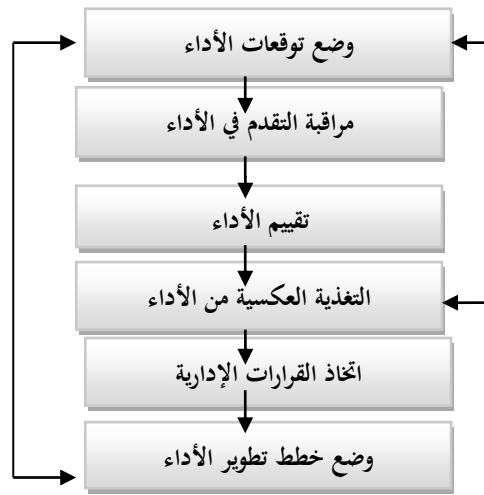 وضع توقعات الأداء
مراقبة التقدم في الأداء
تقييم الأداء
التغذية العكسية من الأداء
اتخاذ القرارات الإدارية
وضع خطط تطوير الأداء